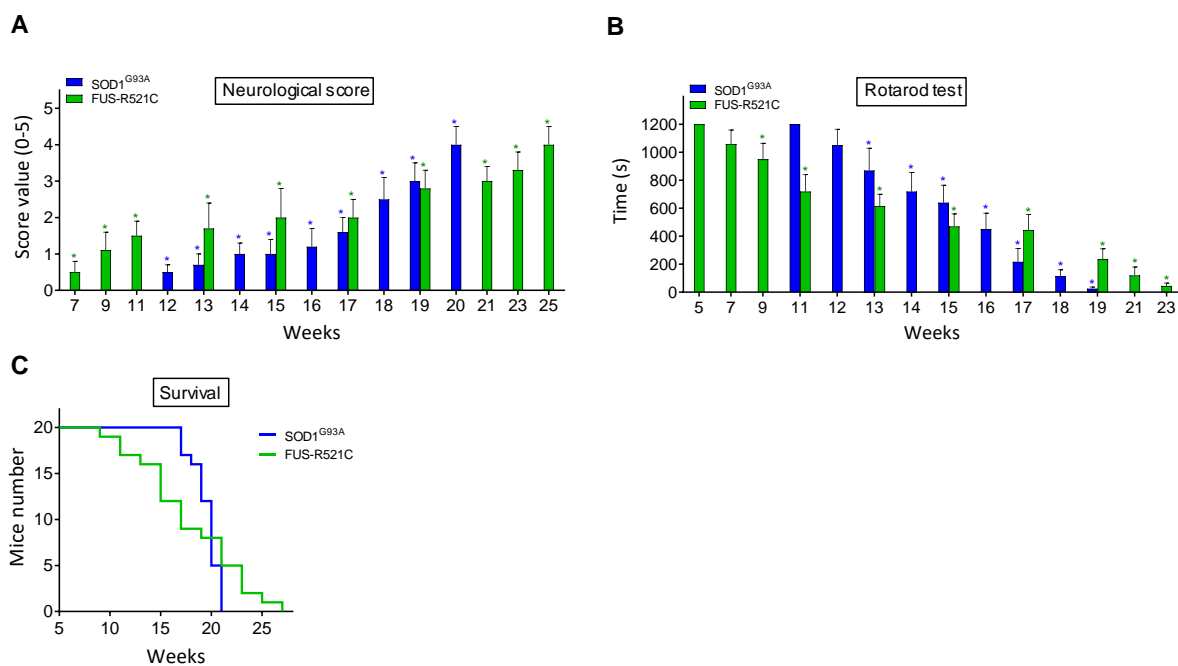 A
SOD1G93A
FUS-R521C
Neurological score
Score value (0-5)
5
4
3
2
1
0
7 9 11 12 13 14 15 16 17 18 19 20 21 23 25
Weeks
B
SOD1G93A
FUS-R521C
Rotarod test
Time (s)
1200
1000
800
600
400
200
0
5 7 9 11 12 13 14 15 16 17 18 19 21 23
Weeks
C
Survival
SOD1G93A
FUS-R521C
Mice number
20
15
10
5
0
5 10 15 20 25
Weeks